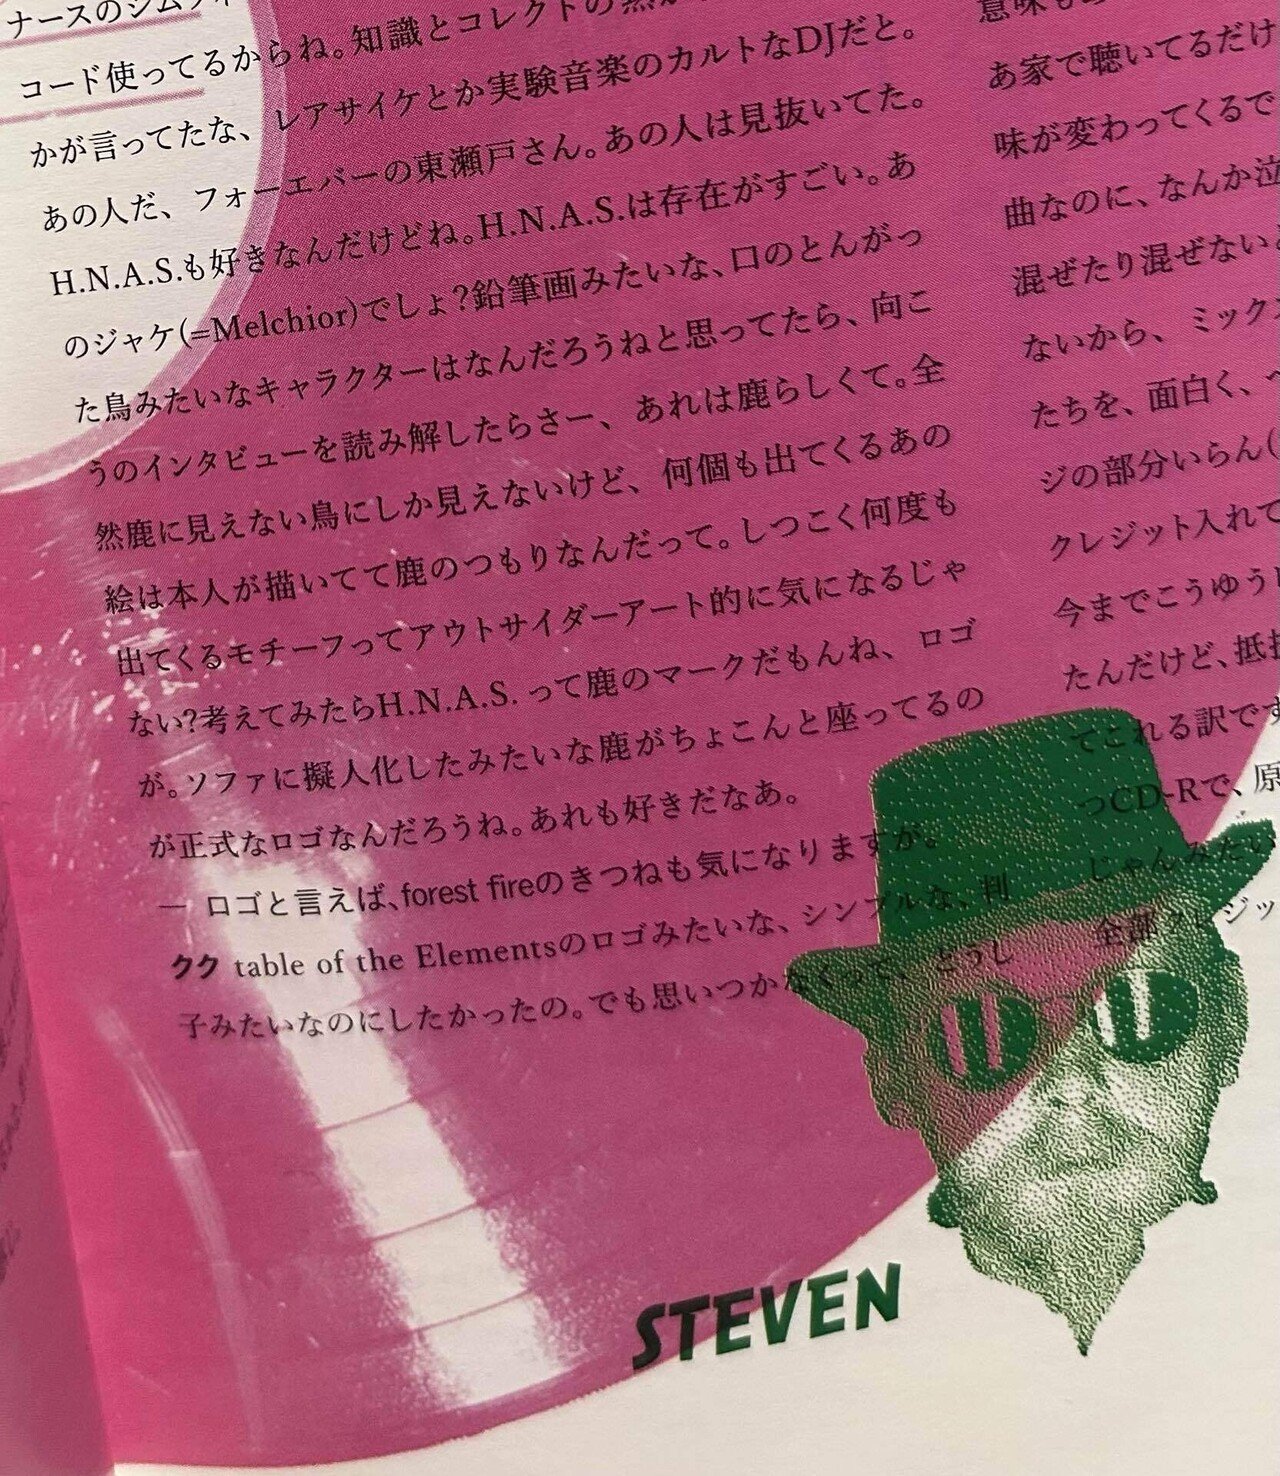 ナースのシムティ
コード使ってるからね。知識とコレクトの熱
かが言ってたな、レアサイケとか実験音楽のカルトなDJだと。
あの人だ、フォーエバーの東瀬戸さん。あの人は見抜いてた。
H.N.A.S.も好きなんだけどね。H.N.A.S.は存在がすごい。あ
のジャケ(=Melchior)でしょ?鉛筆画みたいな、口のとんがっ
た鳥みたいなキャラクターはなんだろうねと思ってたら、向こ
うのインタビューを読み解したらさー、あれは鹿らしくて。全
然鹿に見えない鳥にしか見えないけど、何個も出てくるあの
絵は本人が描いてて鹿のつもりなんだって。しつこく何度も
出てくるモチーフってアウトサイダーアート的に気になるじゃ
ない?考えてみたらH.N.A.S. って鹿のマークだもんね、ロゴ
が。ソファに擬人化したみたいな鹿がちょこんと座ってるの
が正式なロゴなんだろうね。あれも好きだなあ。
― ロゴと言えば、forest fireのきつねも気になりますが。
クク table of the Elementsのロゴみたいな、シンプルな、判
子みたいなのにしたかったの。でも思いつかなくって、どうし
意味も
あ家で聴いてるだけ
味が変わってくるで
曲なのに、なんか泣
混ぜたり混ぜない
ないから、ミック
たちを、面白く、
ジの部分いらん(
クレジット入れて
今までこうゆう
たんだけど、抵
てこれる訳です
つCD-Rで、原
じゃんみたい
全部クレジッ
STEVEN